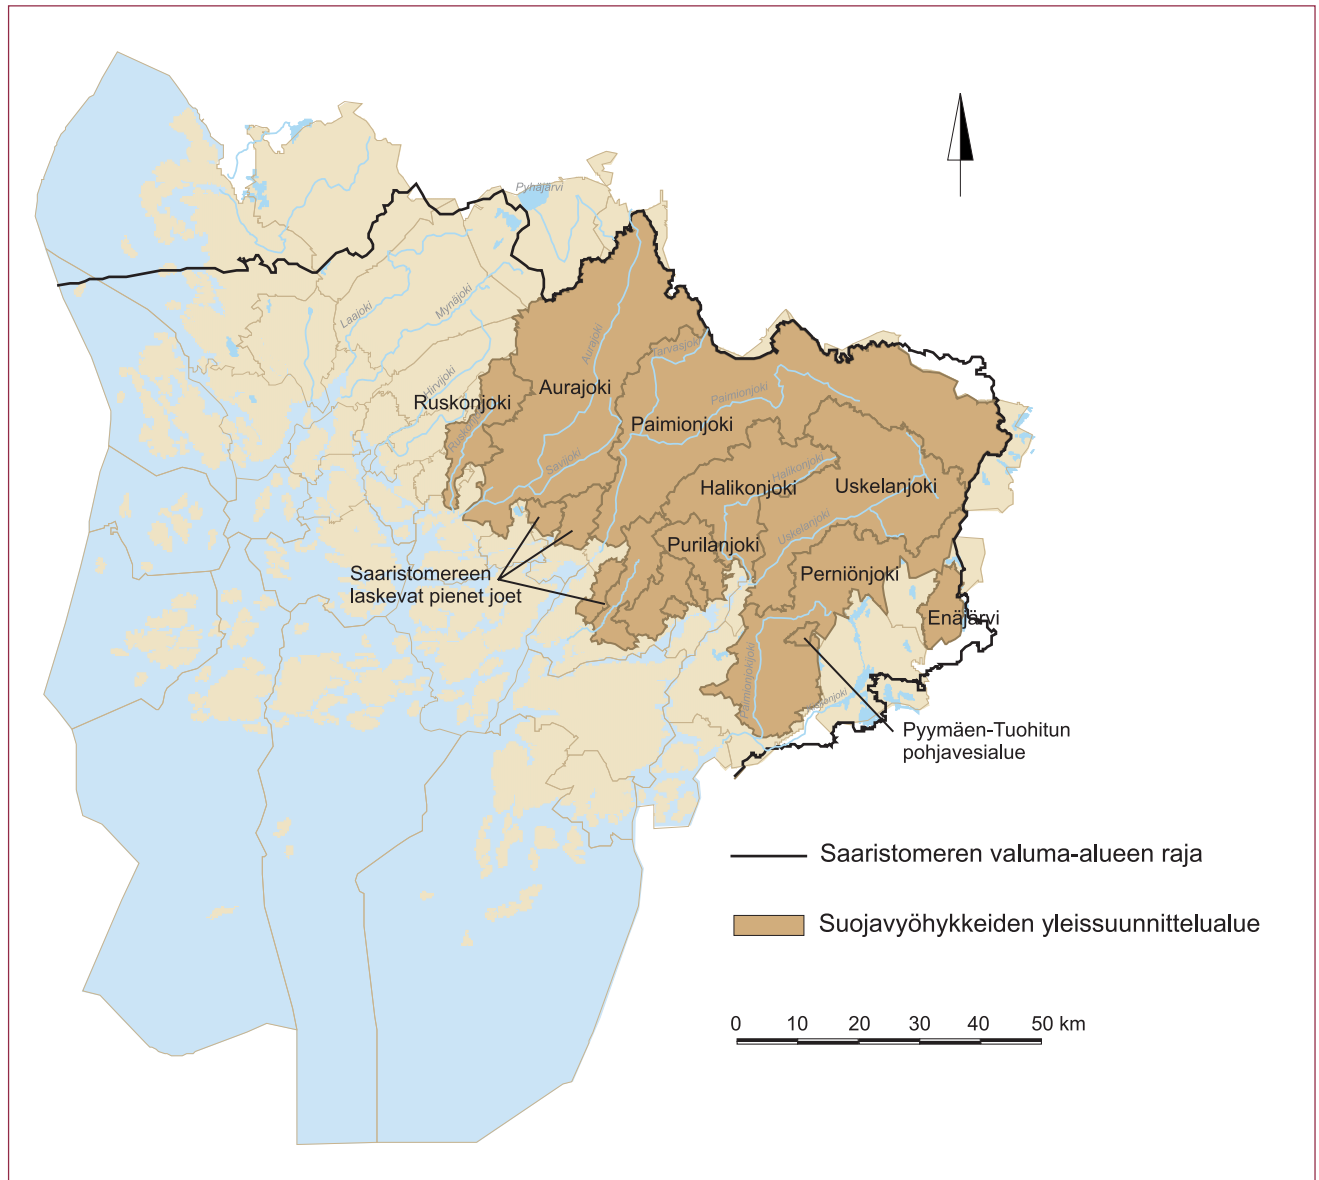 Pyhäjärvi
Laajoki
Mynäjoki
Hirvijoki
Aurajoki
Tarvasjoki
Paimionjoki
Ruskonjoki
Aurajoki
Paimionjoki
Savijoki
Halikonjoki
Halikonjoki
Uskelanjoki
Uskelanjoki
Purilanjoki
Perniönjoki
Enäjärvi
Saaristomereen
laskevat pienet joet
Paimionjokijoki
Pyymäen-Tuohitun
pohjavesialue
Saaristomeren valuma-alueen raja
Suojavyöhykkeiden yleissuunnittelualue
0 10 20 30 40 50 km